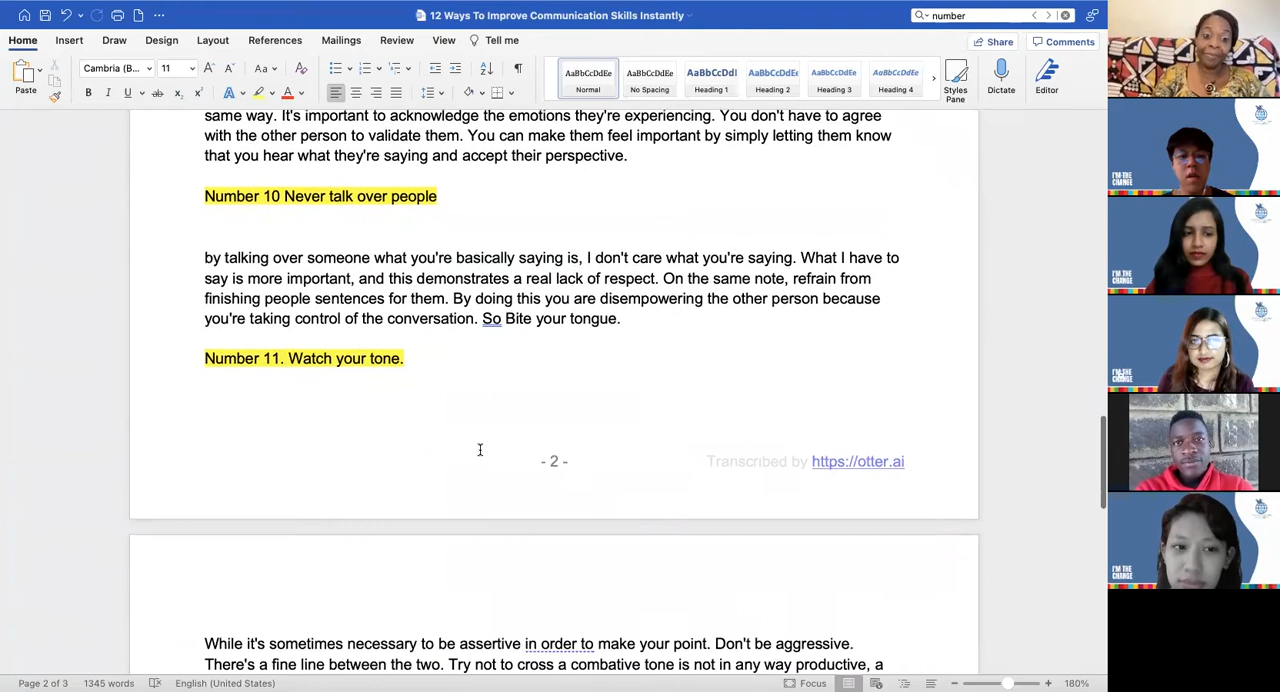 12 Ways To Improve Communication Skills Instantly
number
Home Insert Draw Design Layout References Mailings Review View Tell me
Share Comments
Paste
Cambria (B... 11
AaBbCcDdEe AaBbCcDdEe AaBbCcDdI AaBbCcDdEe AaBbCcDdEe AaBbCcDdEe
Normal No Spacing Heading 1 Heading 2 Heading 3 Heading 4
Styles Pane
Dictate
Editor
same way. It's important to acknowledge the emotions they're experiencing. You don't have to agree
with the other person to validate them. You can make them feel important by simply letting them know
that you hear what they're saying and accept their perspective.
Number 10 Never talk over people
by talking over someone what you're basically saying is, I don't care what you're saying. What I have to
say is more important, and this demonstrates a real lack of respect. On the same note, refrain from
finishing people sentences for them. By doing this you are disempowering the other person because
you're taking control of the conversation. So Bite your tongue.
Number 11. Watch your tone.
- 2 -
Transcribed by https://otter.ai
While it's sometimes necessary to be assertive in order to make your point. Don't be aggressive.
There's a fine line between the two. Try not to cross a combative tone is not in any way productive, a
Page 2 of 3 1345 words English (United States) Focus 180%
I'M THE
CHANGE
I'M THE
CHANGE
I'M THE
CHANGE
I'M THE
CHANGE